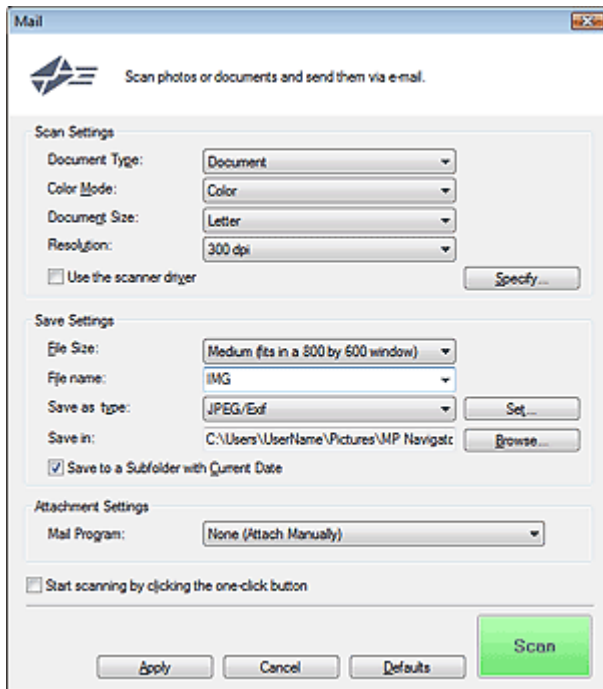 Mail
Scan photos or documents and send them via e-mail.
Scan Settings
Document Type: Document
Color Mode: Color
Document Size: Letter
Resolution: 300 dpi
Use the scanner driver Specify...
Save Settings
File Size: Medium (fits in a 800 by 600 window)
File name: IMG
Save as type: JPEG/Exif Set...
Save in: C:\Users\UserName\Pictures\MP Navigatc Browse...
Save to a Subfolder with Current Date
Attachment Settings
Mail Program: None (Attach Manually)
Start scanning by clicking the one-click button
Scan
Apply Cancel Defaults